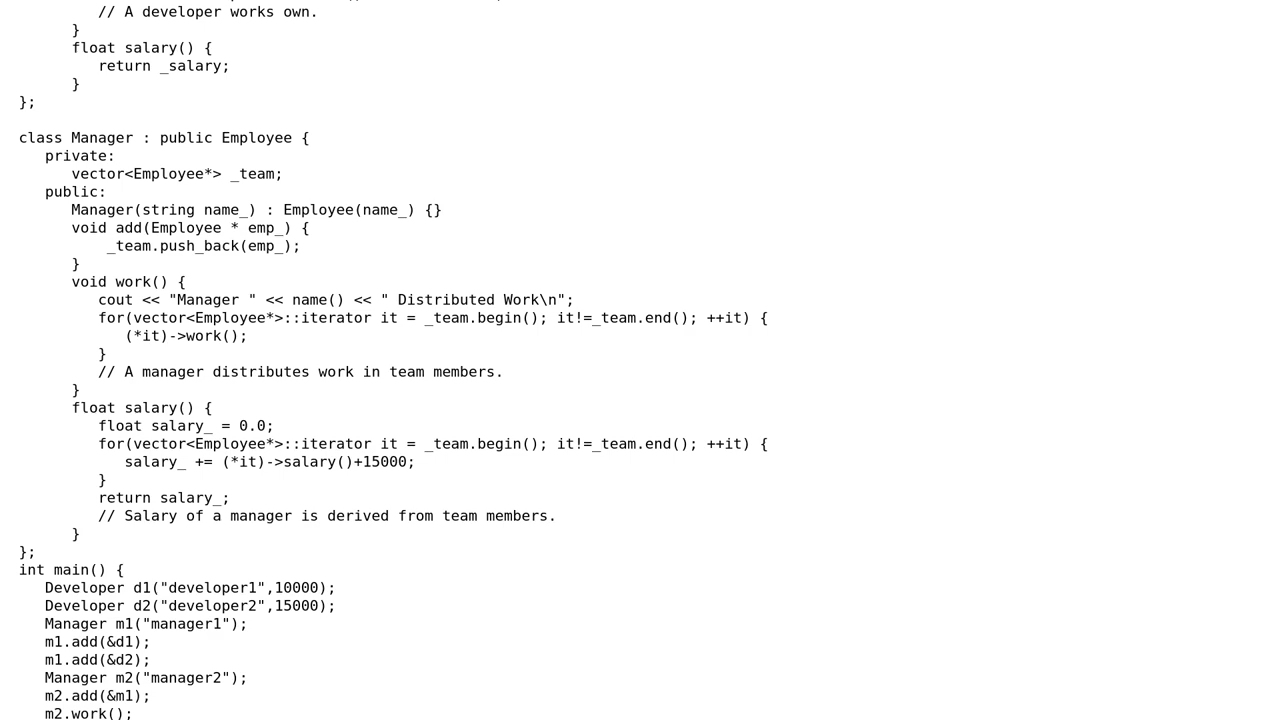 // A developer works own.
}
float salary() {
return _salary;
}
};
class Manager : public Employee {
private:
vector<Employee*> _team;
public:
Manager(string name_) : Employee(name_) {}
void add(Employee * emp_) {
_team.push_back(emp_);
}
void work() {
cout << "Manager " << name() << " Distributed Work\n";
for(vector<Employee*>::iterator it = _team.begin(); it!=_team.end(); ++it) {
(*it)->work();
}
// A manager distributes work in team members.
}
float salary() {
float salary_ = 0.0;
for(vector<Employee*>::iterator it = _team.begin(); it!=_team.end(); ++it) {
salary_ += (*it)->salary()+15000;
}
return salary_;
// Salary of a manager is derived from team members.
}
};
int main() {
Developer d1("developer1",10000);
Developer d2("developer2",15000);
Manager m1("manager1");
m1.add(&d1);
m1.add(&d2);
Manager m2("manager2");
m2.add(&m1);
m2.work();